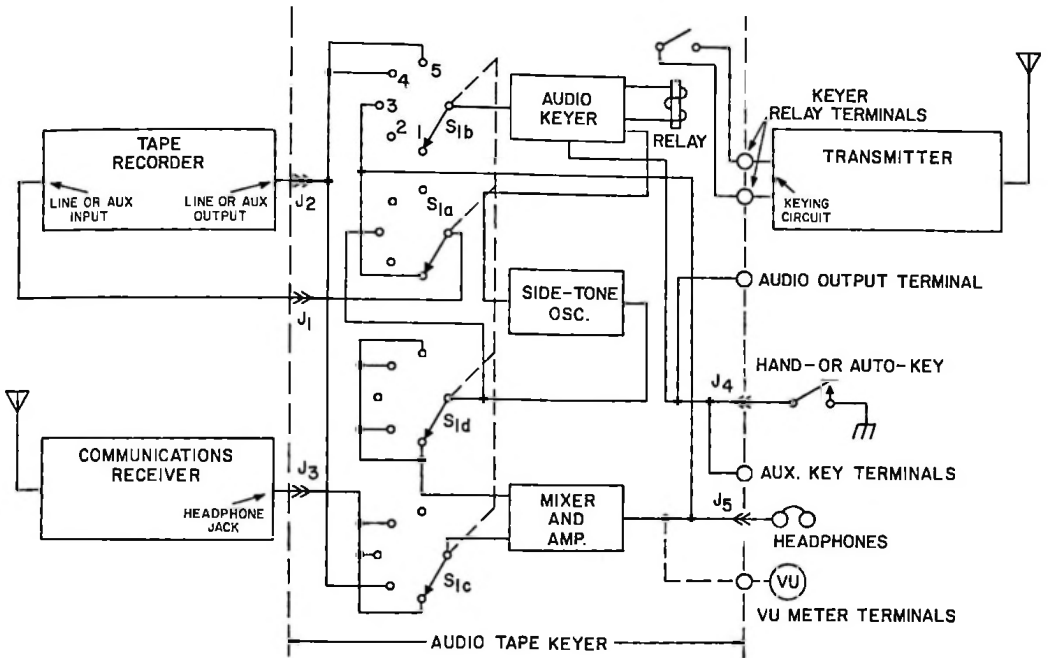 TAPE
RECORDER
LINE OR AUX
INPUT
LINE OR AUX
OUTPUT
J2
J1
5
4
3
2
1
S1b
S1a
AUDIO
KEYER
RELAY
KEYER
RELAY TERMINALS
TRANSMITTER
KEYING
CIRCUIT
SIDE-TONE
OSC.
AUDIO OUTPUT TERMINAL
HAND-OR AUTO-KEY
J4
S1d
COMMUNICATIONS
RECEIVER
HEADPHONE
JACK
J3
MIXER
AND
AMP.
AUX. KEY TERMINALS
J5
HEADPHONES
S1c
VU
VU METER TERMINALS
AUDIO TAPE KEYER